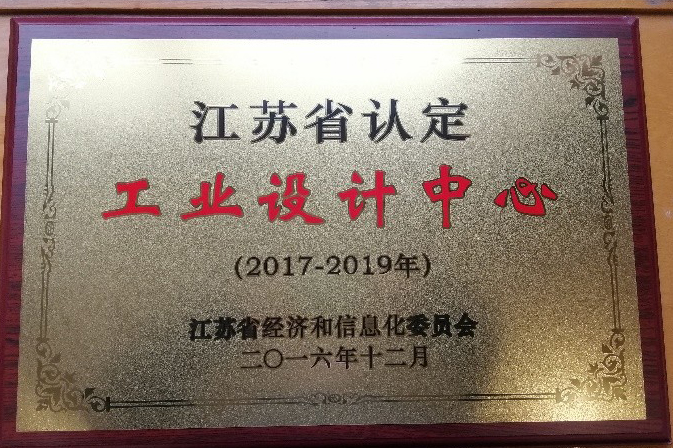 江苏省认定
工业设计中心
(2017-2019年)
江苏省经济和信息化委员会
二〇一六年十二月